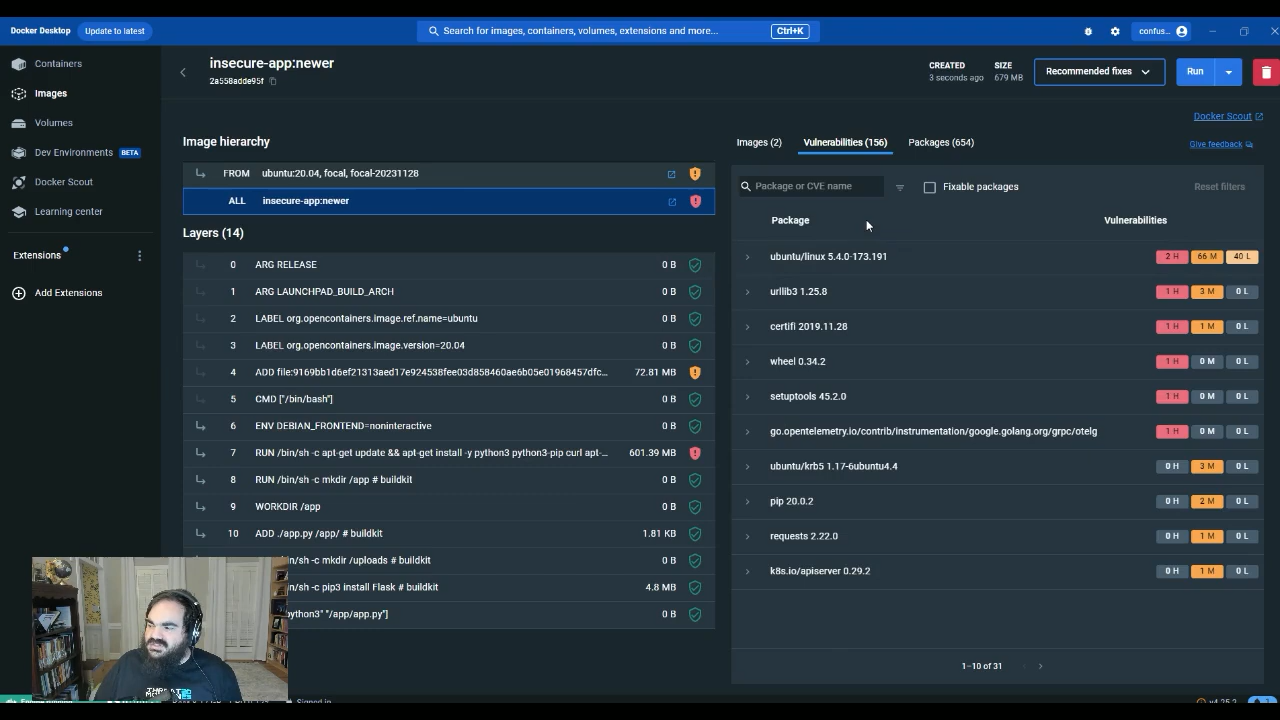 Docker Desktop
Update to latest
Search for images, containers, volumes, extensions and more...
Ctrl+K
confus...
Containers
Images
Volumes
Dev Environments BETA
Docker Scout
Learning center
Extensions
Add Extensions
insecure-app:newer
2a558adde95f
CREATED
3 seconds ago
SIZE
679 MB
Recommended fixes
Run
Docker Scout
Give feedback
Image hierarchy
FROM ubuntu:20.04, focal, focal-20231128
ALL insecure-app:newer
Layers (14)
0 ARG RELEASE 0 B
1 ARG LAUNCHPAD_BUILD_ARCH 0 B
2 LABEL org.opencontainers.image.ref.name=ubuntu 0 B
3 LABEL org.opencontainers.image.version=20.04 0 B
4 ADD file:9169bb1d6ef21313aed17e924538fee03d858460ae6b05e01968457dfc... 72.81 MB
5 CMD ["/bin/bash"] 0 B
6 ENV DEBIAN_FRONTEND=noninteractive 0 B
7 RUN /bin/sh -c apt-get update && apt-get install -y python3 python3-pip curl apt-... 601.39 MB
8 RUN /bin/sh -c mkdir /app # buildkit 0 B
9 WORKDIR /app 0 B
10 ADD ./app.py /app/ # buildkit 1.81 KB
in/sh -c mkdir /uploads # buildkit 0 B
in/sh -c pip3 install Flask # buildkit 4.8 MB
python3" "/app/app.py"] 0 B
Images (2)
Vulnerabilities (156)
Packages (654)
Package or CVE name
Fixable packages
Reset filters
Package Vulnerabilities
ubuntu/linux 5.4.0-173.191 2 H 66 M 40 L
urllib3 1.25.8 1 H 3 M 0 L
certifi 2019.11.28 1 H 1 M 0 L
wheel 0.34.2 1 H 0 M 0 L
setuptools 45.2.0 1 H 0 M 0 L
go.opentelemetry.io/contrib/instrumentation/google.golang.org/grpc/otelg 1 H 0 M 0 L
ubuntu/krb5 1.17-6ubuntu4.4 0 H 3 M 0 L
pip 20.0.2 0 H 2 M 0 L
requests 2.22.0 0 H 1 M 0 L
k8s.io/apiserver 0.29.2 0 H 1 M 0 L
1–10 of 31
Signed in
v4.25.2